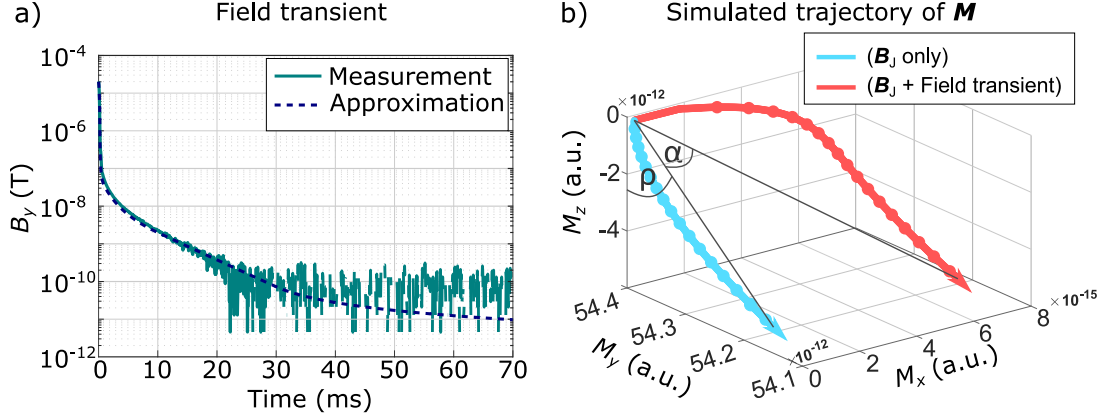 a)
Field transient
B_y (T)
10^-4
10^-6
10^-8
10^-10
10^-12
Measurement
Approximation
0 10 20 30 40 50 60 70
Time (ms)
b)
Simulated trajectory of M
(B_J only)
(B_J + Field transient)
×10^-12
0
-2
-4
M_z (a.u.)
α
ρ
54.4
54.3
54.2
54.1
×10^-12
M_y (a.u.)
0 2 4 6 8
×10^-15
M_x (a.u.)